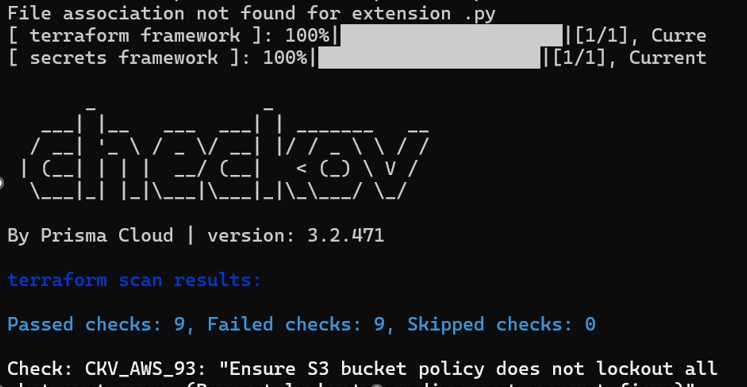 File association not found for extension .py
[ terraform framework ]: 100%|████████████████████|[1/1], Curre
[ secrets framework ]: 100%|████████████████████|[1/1], Current
checkov
By Prisma Cloud | version: 3.2.471
terraform scan results:
Passed checks: 9, Failed checks: 9, Skipped checks: 0
Check: CKV_AWS_93: "Ensure S3 bucket policy does not lockout all